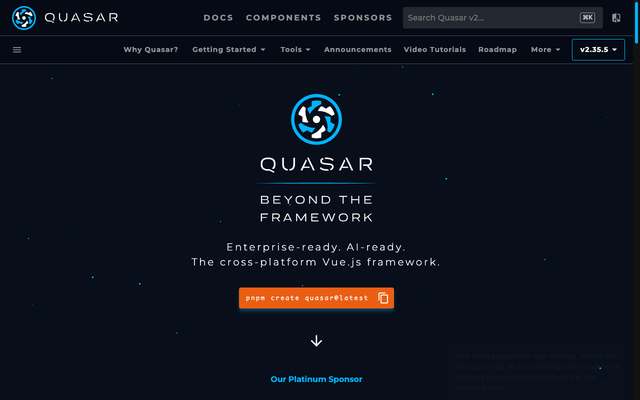 QUASAR
DOCS COMPONENTS SPONSORS
Search Quasar v2...
⌘K
Why Quasar? Getting Started Tools Announcements Video Tutorials Roadmap More v2.35.5
QUASAR
BEYOND THE
FRAMEWORK
Enterprise-ready. AI-ready.
The cross-platform Vue.js framework.
pnpm create quasar@latest
Our Platinum Sponsor